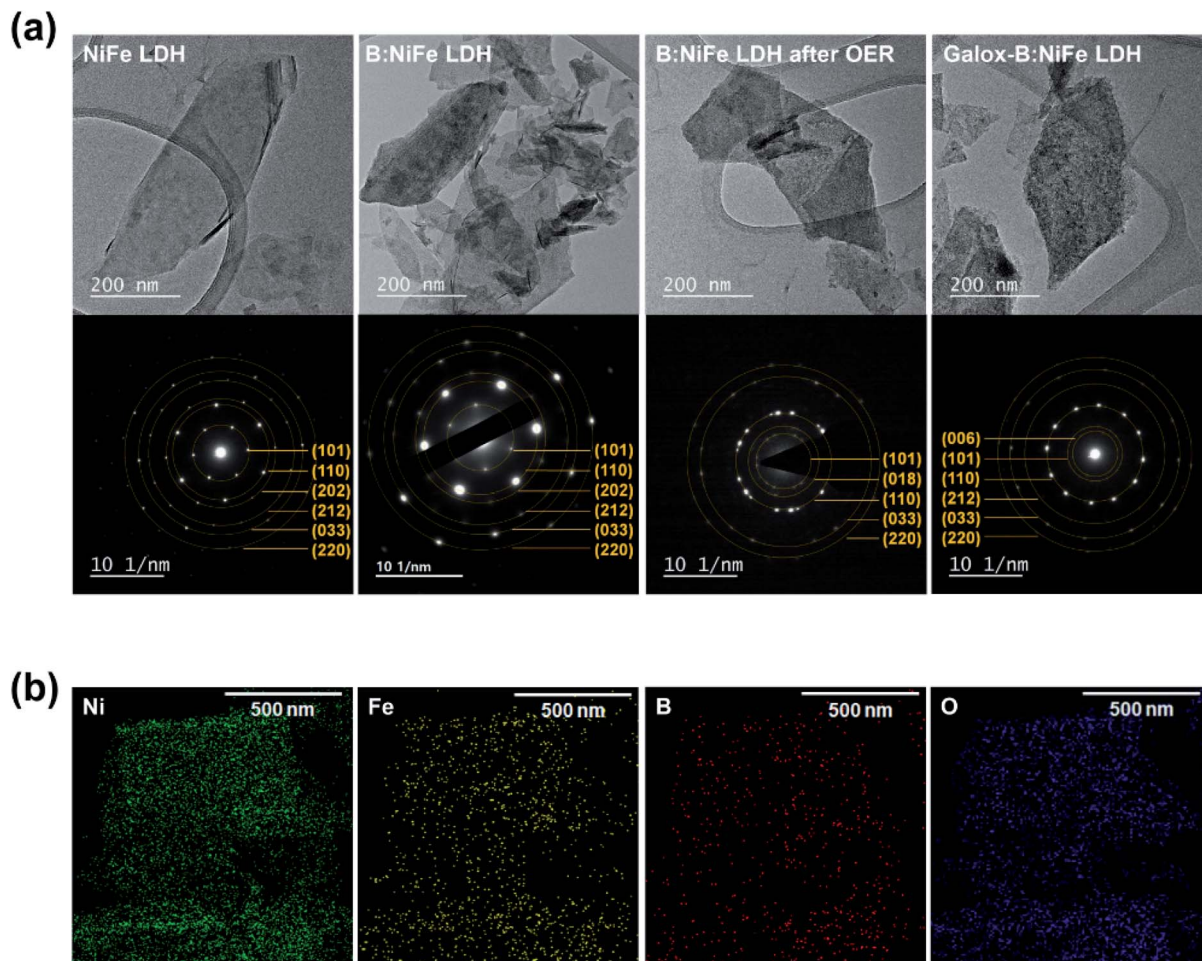 (a)
NiFe LDH
B:NiFe LDH
B:NiFe LDH after OER
Galox-B:NiFe LDH
200 nm
200 nm
200 nm
200 nm
(101)
(110)
(202)
(212)
(033)
(220)
10 1/nm
(101)
(110)
(202)
(212)
(033)
(220)
10 1/nm
(101)
(018)
(110)
(033)
(220)
10 1/nm
(006)
(101)
(110)
(212)
(033)
(220)
10 1/nm
(b)
Ni
500 nm
Fe
500 nm
B
500 nm
O
500 nm